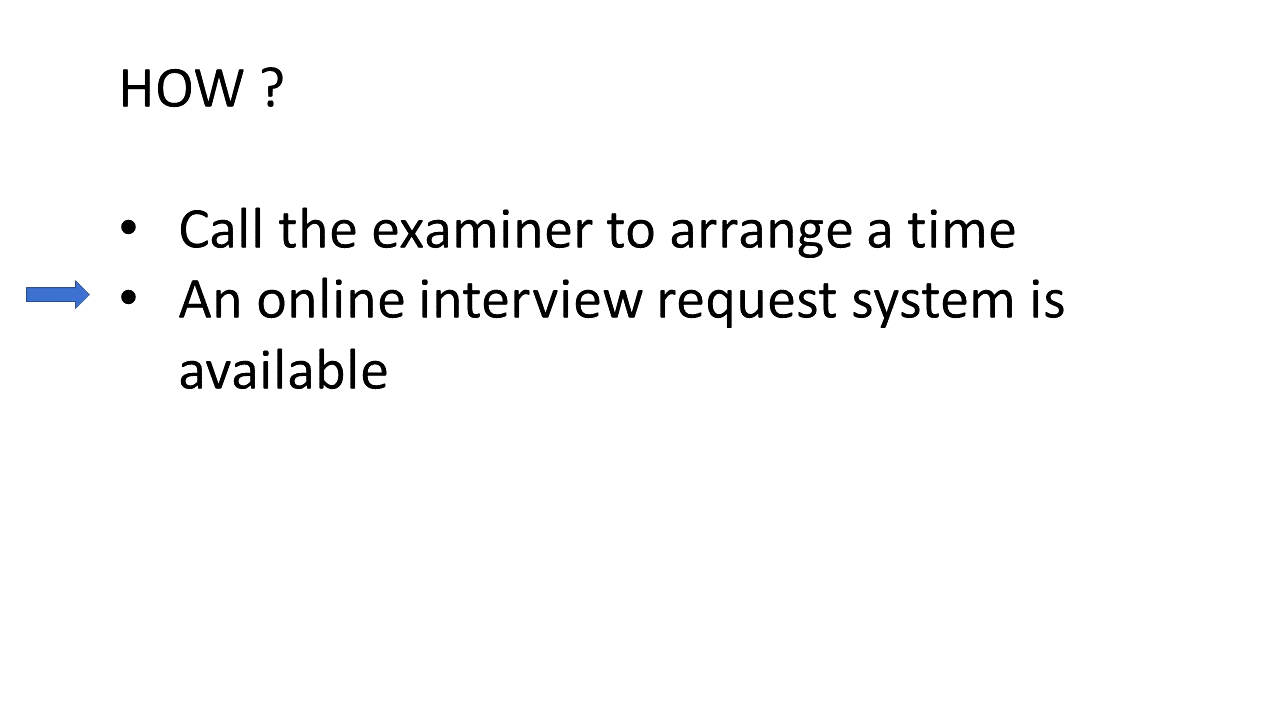 HOW ?
• Call the examiner to arrange a time
• An online interview request system is
available